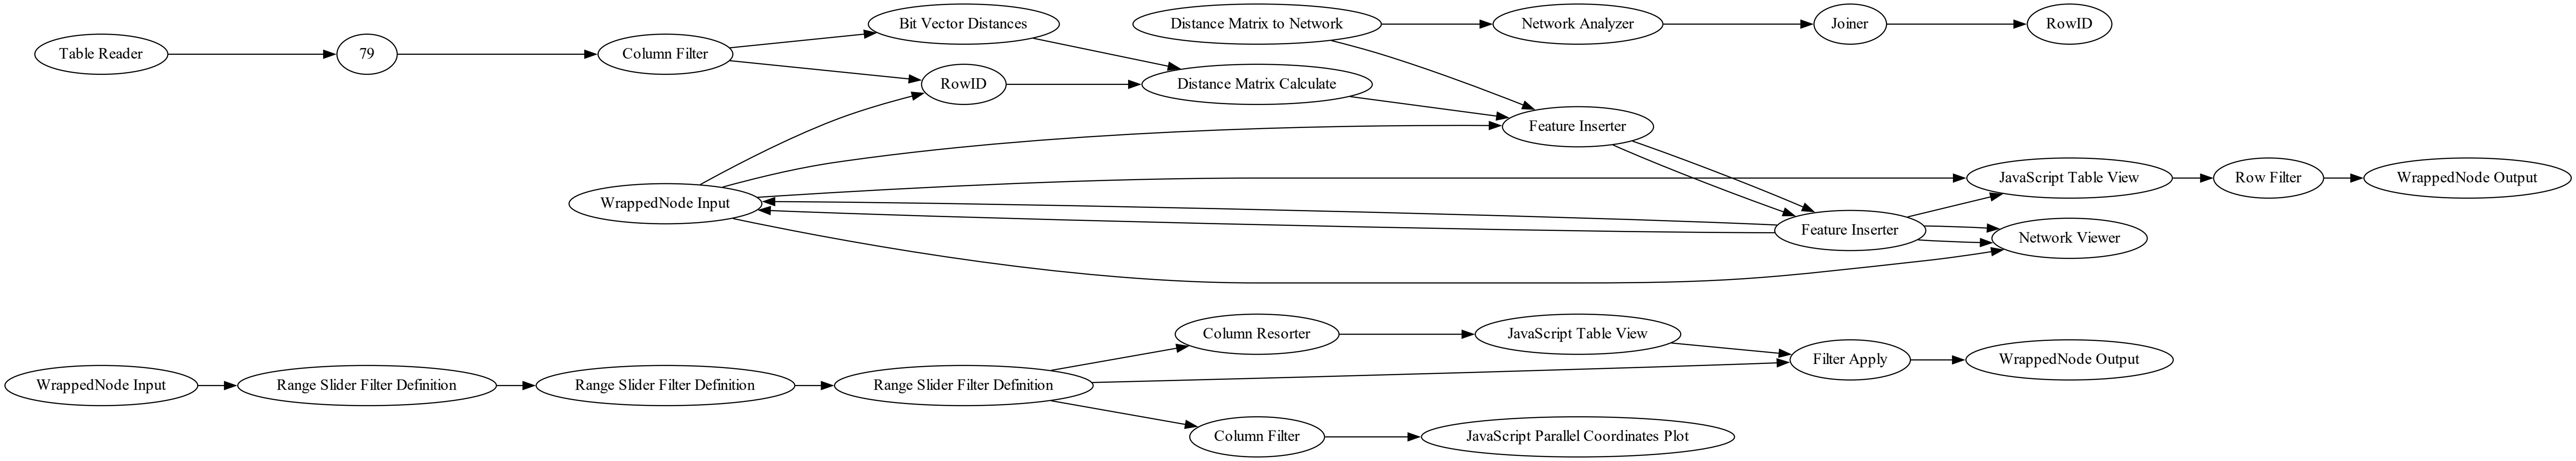 Bit Vector Distances
Distance Matrix to Network
Network Analyzer
Joiner
RowID
Table Reader
79
Column Filter
RowID
Distance Matrix Calculate
Feature Inserter
JavaScript Table View
Row Filter
WrappedNode Output
WrappedNode Input
Feature Inserter
Network Viewer
Column Resorter
JavaScript Table View
Filter Apply
WrappedNode Output
WrappedNode Input
Range Slider Filter Definition
Range Slider Filter Definition
Range Slider Filter Definition
Column Filter
JavaScript Parallel Coordinates Plot